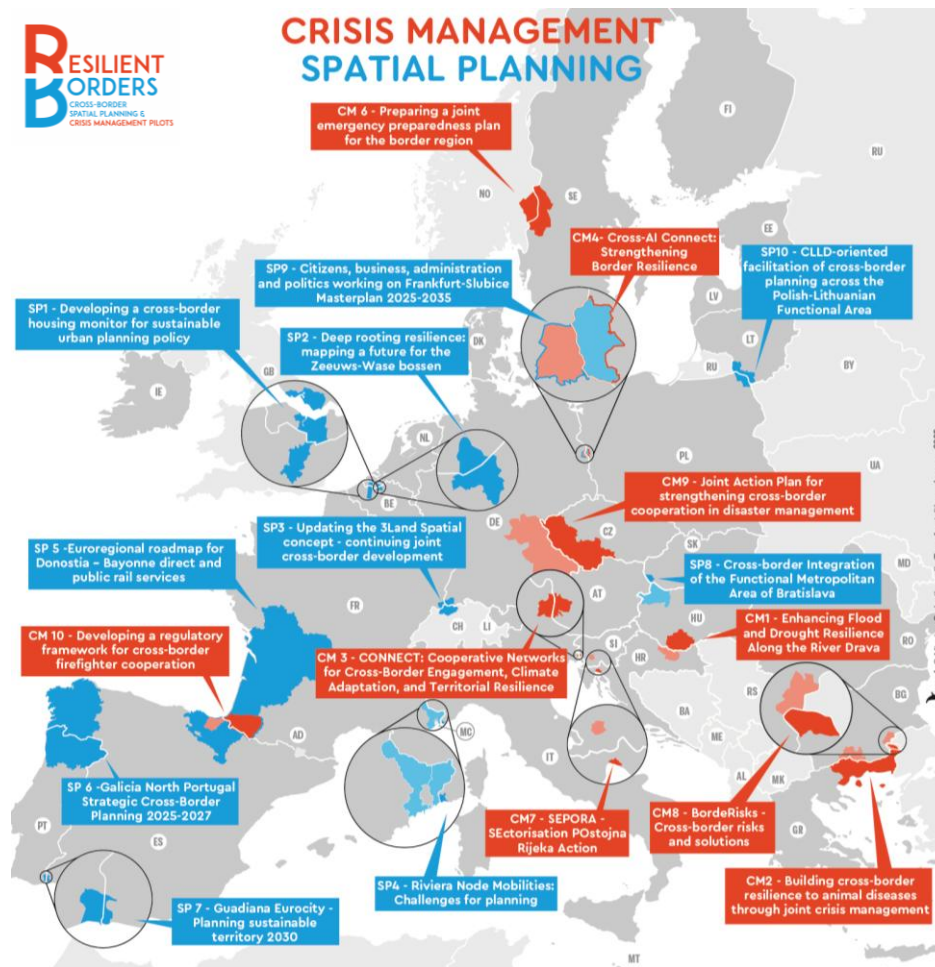 RESILIENT
BORDERS
CROSS-BORDER
SPATIAL PLANNING &
CRISIS MANAGEMENT PILOTS
CRISIS MANAGEMENT
SPATIAL PLANNING
CM 6 - Preparing a joint
emergency preparedness plan
for the border region
FI
RU
NO
SE
EE
CM4- Cross-AI Connect:
Strengthening
Border Resilience
SP10 - CLLD-oriented
facilitation of cross-border
planning across the
Polish-Lithuanian
Functional Area
SP9 - Citizens, business, administration
and politics working on Frankfurt-Slubice
Masterplan 2025-2035
SP1 - Developing a cross-border
housing monitor for sustainable
urban planning policy
SP2 - Deep rooting resilience:
mapping a future for the
Zeeuws-Wase bossen
DK
LV
LT
RU
BY
GB
IE
NL
BE
PL
UA
CM9 - Joint Action Plan for
strengthening cross-border
cooperation in disaster management
DE
CZ
SP3 - Updating the 3Land Spatial
concept - continuing joint
cross-border development
SK
SP 5 -Euroregional roadmap for
Donostia – Bayonne direct and
public rail services
SP8 - Cross-border Integration
of the Functional Metropolitan
Area of Bratislava
MD
FR
AT
CH
LI
HU
SI
HR
RO
CM1 - Enhancing Flood
and Drought Resilience
Along the River Drava
CM 10 - Developing a regulatory
framework for cross-border
firefighter cooperation
CM 3 - CONNECT: Cooperative Networks
for Cross-Border Engagement, Climate
Adaptation, and Territorial Resilience
RS
BG
BA
ME
AD
MC
IT
AL
MK
SP 6 -Galicia North Portugal
Strategic Cross-Border
Planning 2025-2027
CM7 - SEPORA -
SEctorisation POstojna
Rijeka Action
CM8 - BordeRisks -
Cross-border risks
and solutions
PT
ES
GR
SP 7 - Guadiana Eurocity -
Planning sustainable
territory 2030
SP4 - Riviera Node Mobilities:
Challenges for planning
CM2 - Building cross-border
resilience to animal diseases
through joint crisis management
MT